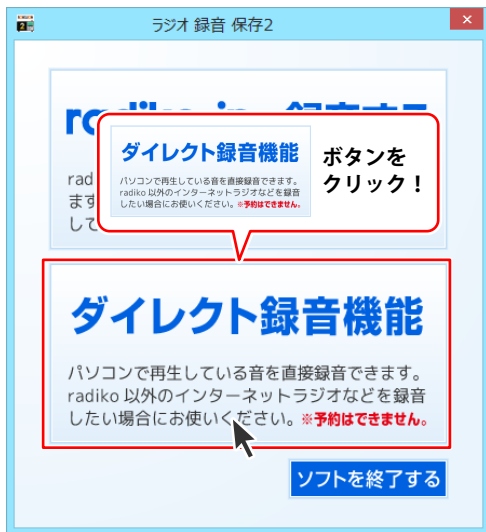 ラジオ 録音 保存2
ダイレクト録音機能
パソコンで再生している音を直接録音できます。
radiko 以外のインターネットラジオなどを録音
したい場合にお使いください。※予約はできません。
ボタンを
クリック！
rad
ます
して
ダイレクト録音機能
パソコンで再生している音を直接録音できます。
radiko 以外のインターネットラジオなどを録音
したい場合にお使いください。※予約はできません。
ソフトを終了する